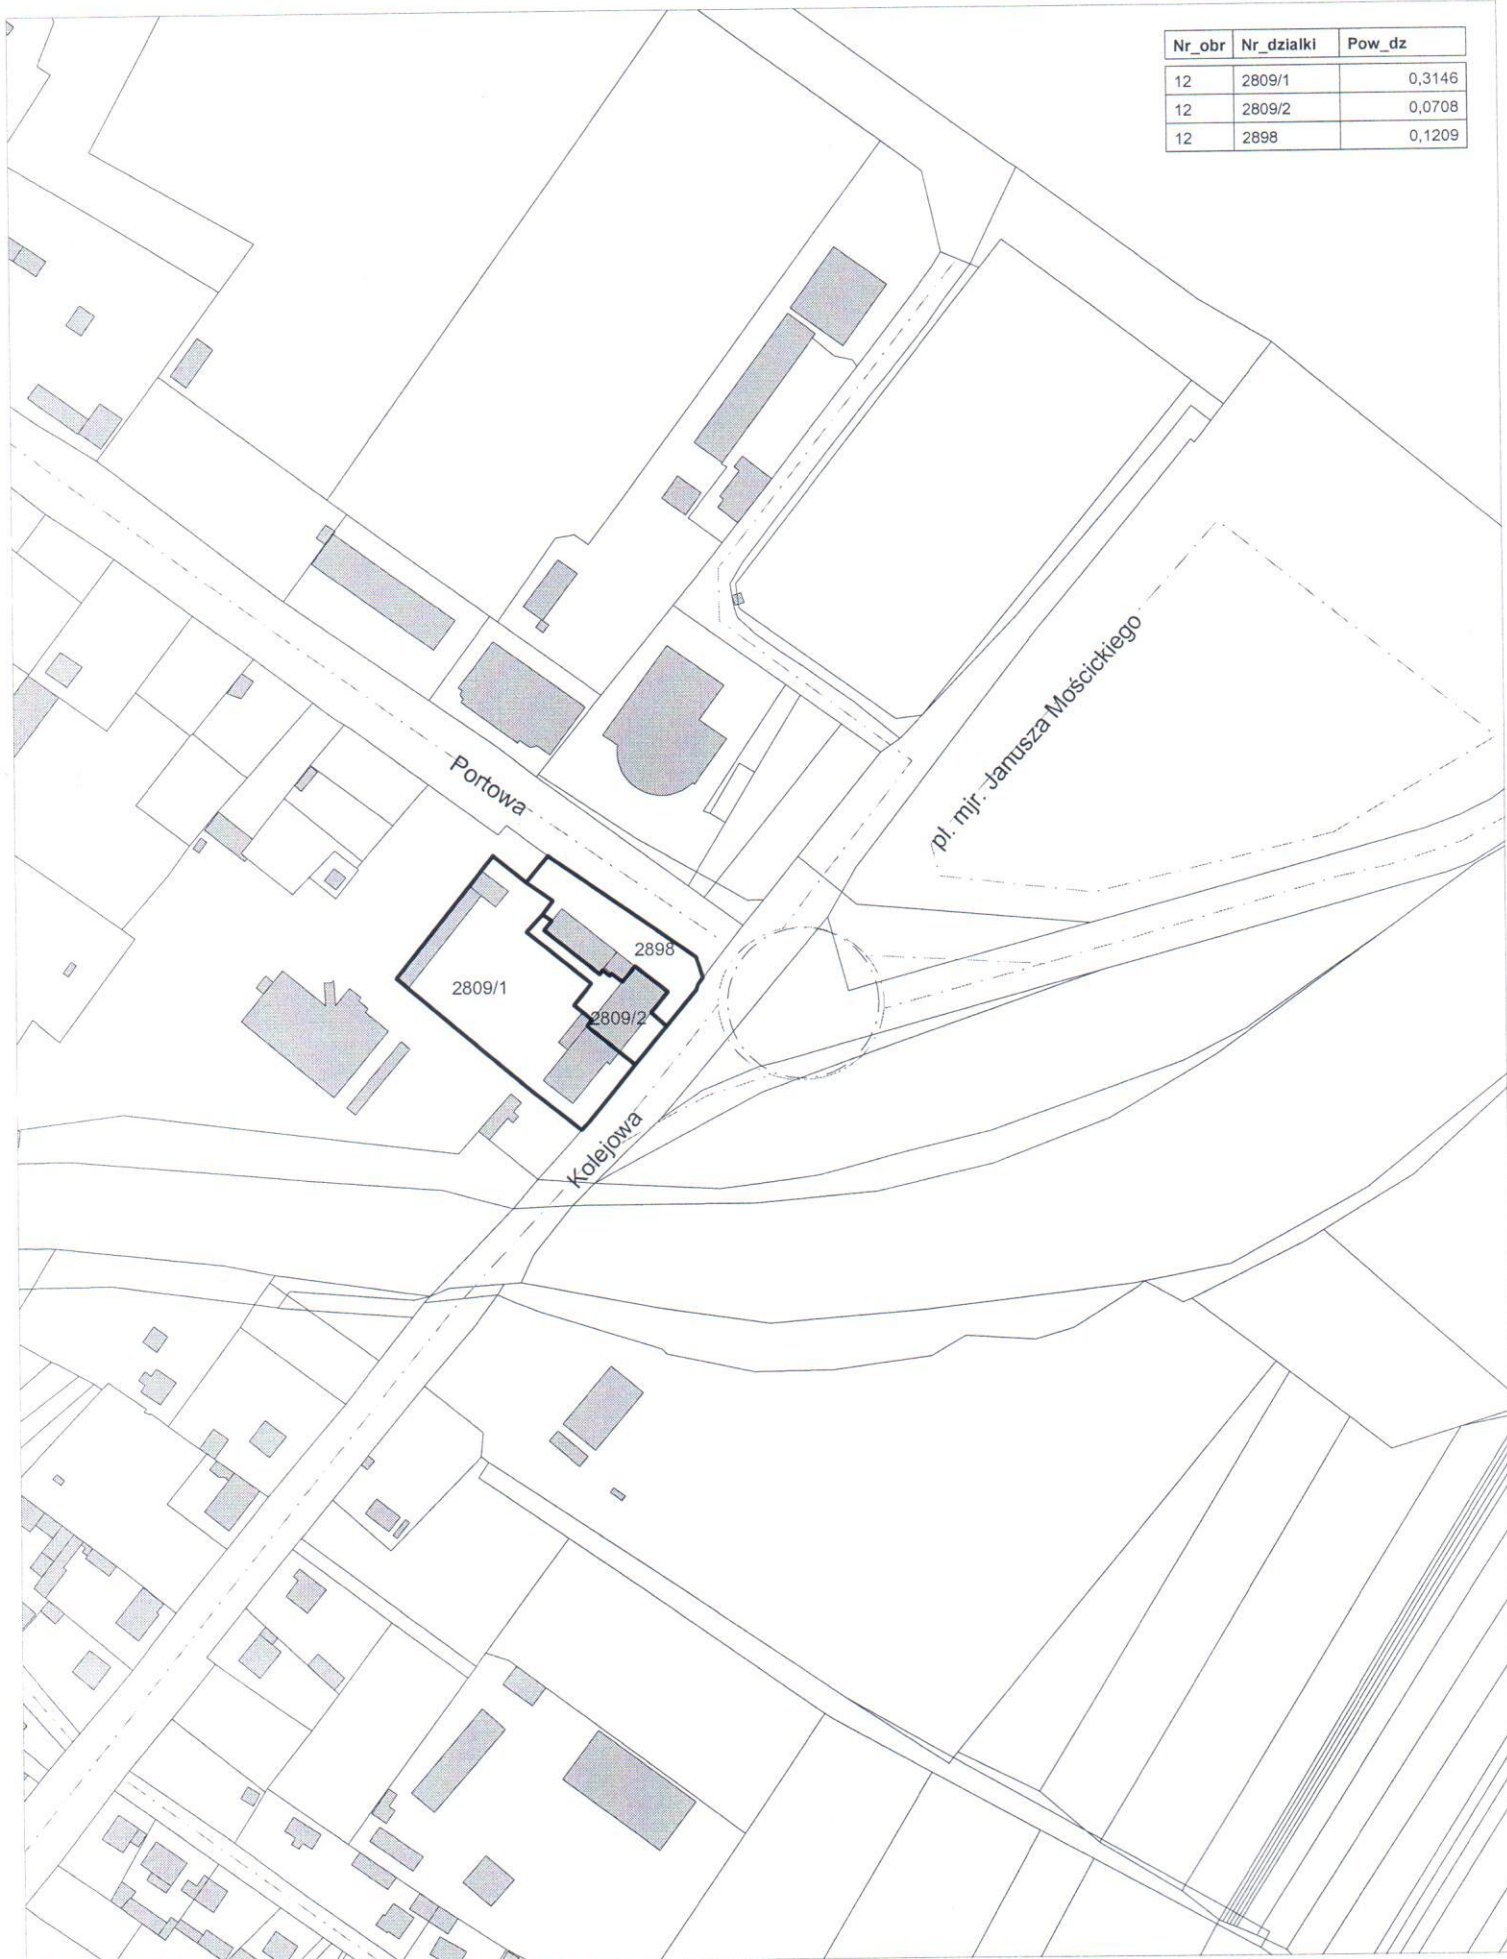 Nr_obr Nr_dzialki Pow_dz
12 2809/1 0,3146
12 2809/2 0,0708
12 2898 0,1209
pl. mjr. Janusza Mościckiego
Portowa
2898
2809/1
2809/2
Kolejowa